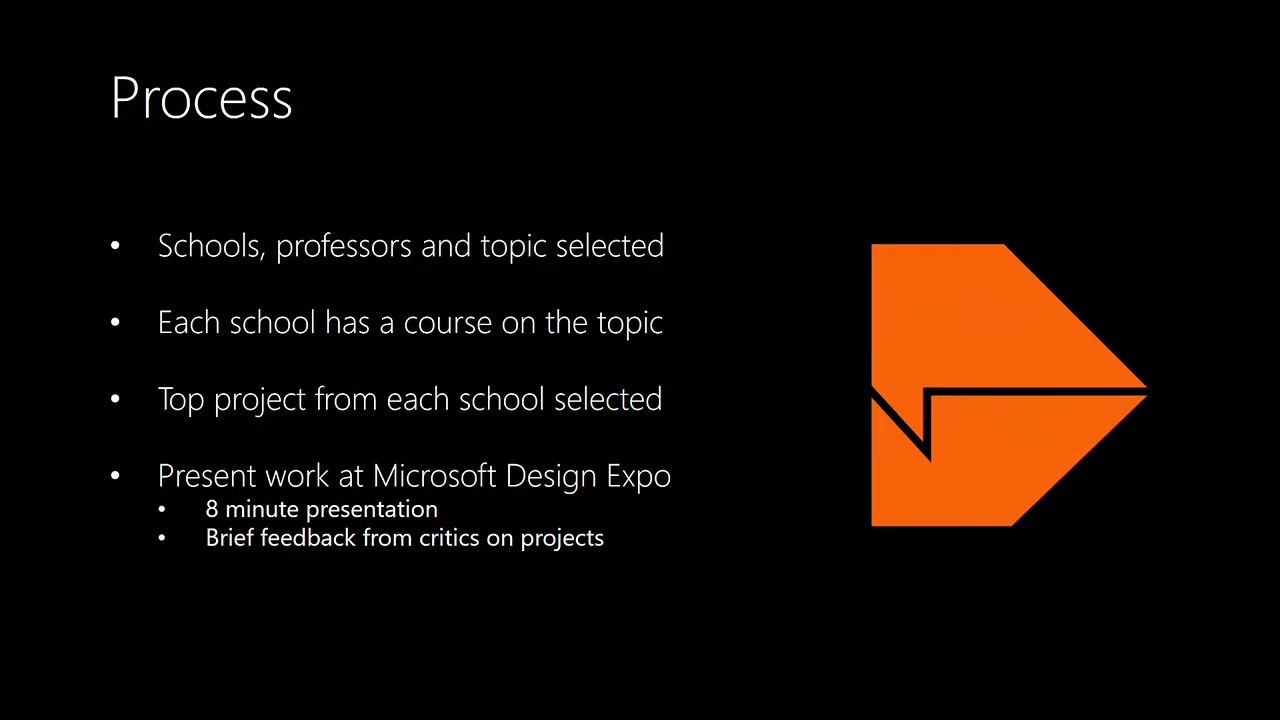 Process
• Schools, professors and topic selected
• Each school has a course on the topic
• Top project from each school selected
• Present work at Microsoft Design Expo
• 8 minute presentation
• Brief feedback from critics on projects